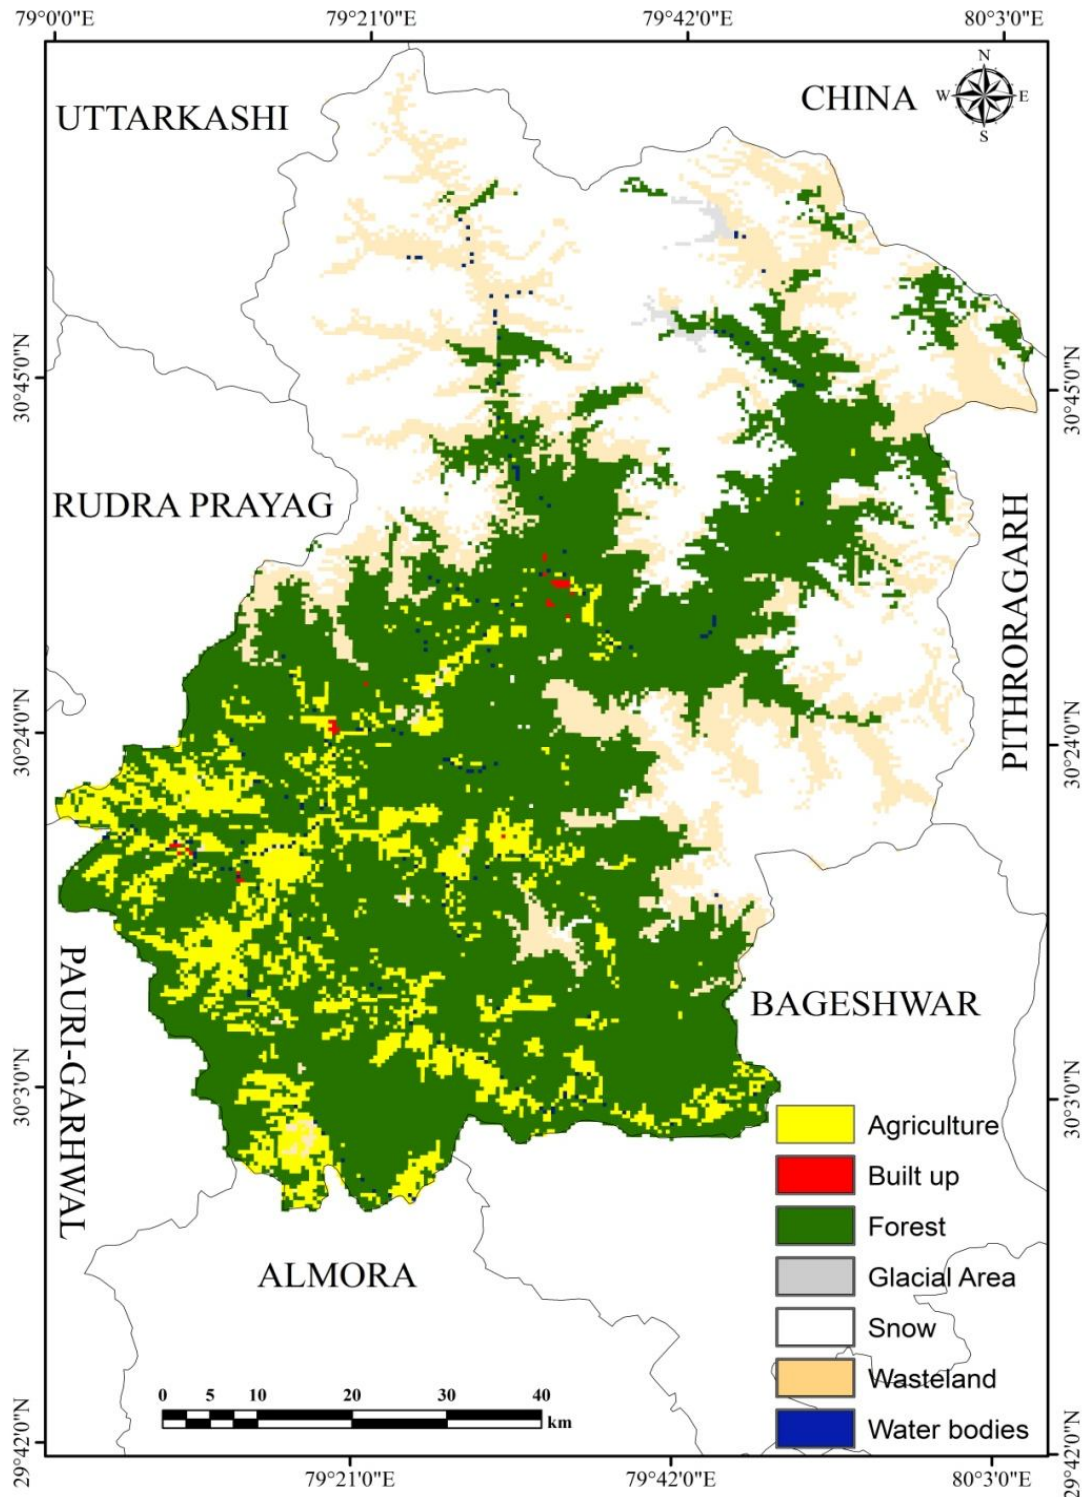 79°0'0"E
79°21'0"E
79°42'0"E
80°3'0"E
UTTARKASHI
CHINA
N
W
E
S
30°45'0"N
30°45'0"N
RUDRA PRAYAG
PITHRORAGARH
30°24'0"N
30°24'0"N
PAURI-GARHWAL
BAGESHWAR
30°3'0"N
30°3'0"N
ALMORA
Agriculture
Built up
Forest
Glacial Area
Snow
Wasteland
Water bodies
0 5 10 20 30 40
km
29°42'0"N
29°42'0"N
79°21'0"E
79°42'0"E
80°3'0"E